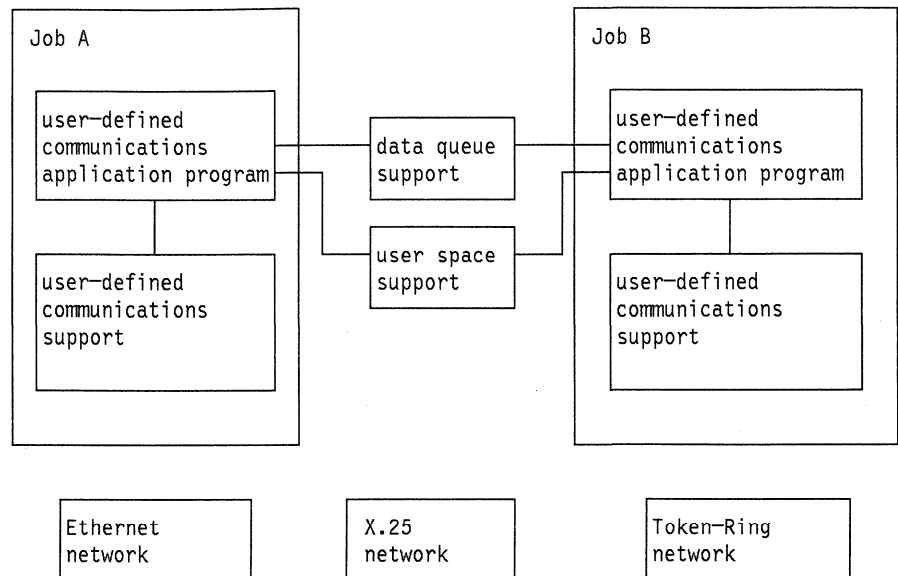 Job A
user-defined
communications
application program
user-defined
communications
support
data queue
support
user space
support
Job B
user-defined
communications
application program
user-defined
communications
support
Ethernet
network
X.25
network
Token-Ring
network